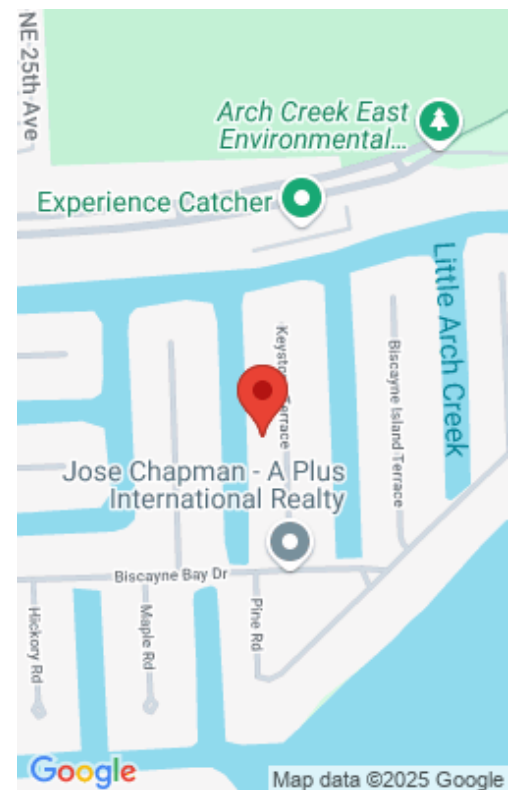 NE 25th Ave
Arch Creek East
Environmental...
Experience Catcher
Little Arch Creek
Keystone Terrace
Biscayne Island Terrace
Jose Chapman - A Plus
International Realty
Biscayne Bay Dr
Hickory Rd
Maple Rd
Pine Rd
Google
Map data ©2025 Google